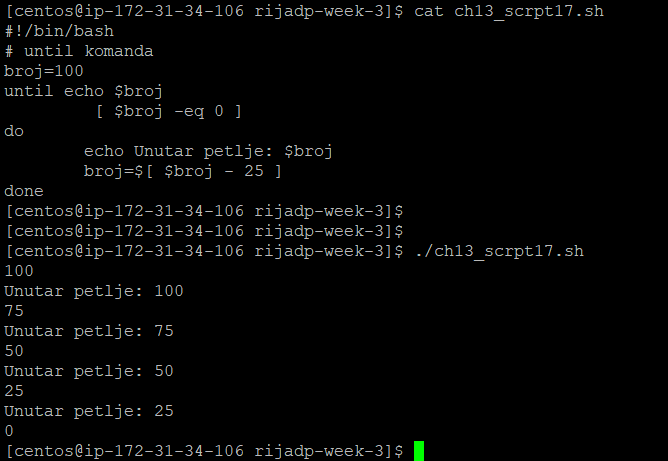 [centos@ip-172-31-34-106 rijadp-week-3]$ cat ch13_scrpt17.sh
#!/bin/bash
# until komanda
broj=100
until echo $broj
         [ $broj -eq 0 ]
do
        echo Unutar petlje: $broj
        broj=$[ $broj - 25 ]
done
[centos@ip-172-31-34-106 rijadp-week-3]$
[centos@ip-172-31-34-106 rijadp-week-3]$
[centos@ip-172-31-34-106 rijadp-week-3]$ ./ch13_scrpt17.sh
100
Unutar petlje: 100
75
Unutar petlje: 75
50
Unutar petlje: 50
25
Unutar petlje: 25
0
[centos@ip-172-31-34-106 rijadp-week-3]$